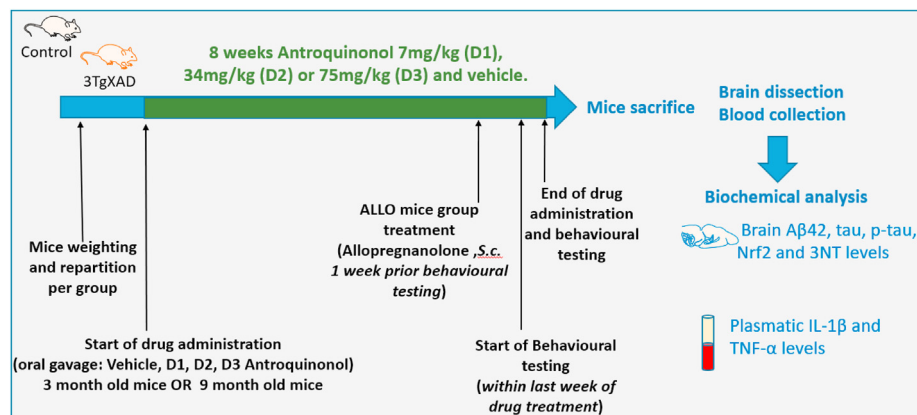 Control
3TgXAD
8 weeks Antroquinonol 7mg/kg (D1),
34mg/kg (D2) or 75mg/kg (D3) and vehicle.
Mice sacrifice
Brain dissection
Blood collection
Mice weighting
and repartition
per group
ALLO mice group
treatment
(Allopregnanolone ,S.c.
1 week prior behavioural
testing)
End of drug
administration
and behavioural
testing
Biochemical analysis
Brain Aβ42, tau, p-tau,
Nrf2 and 3NT levels
Start of drug administration
(oral gavage: Vehicle, D1, D2, D3 Antroquinonol)
3 month old mice OR 9 month old mice
Start of Behavioural
testing
(within last week of
drug treatment)
Plasmatic IL-1β and
TNF-α levels